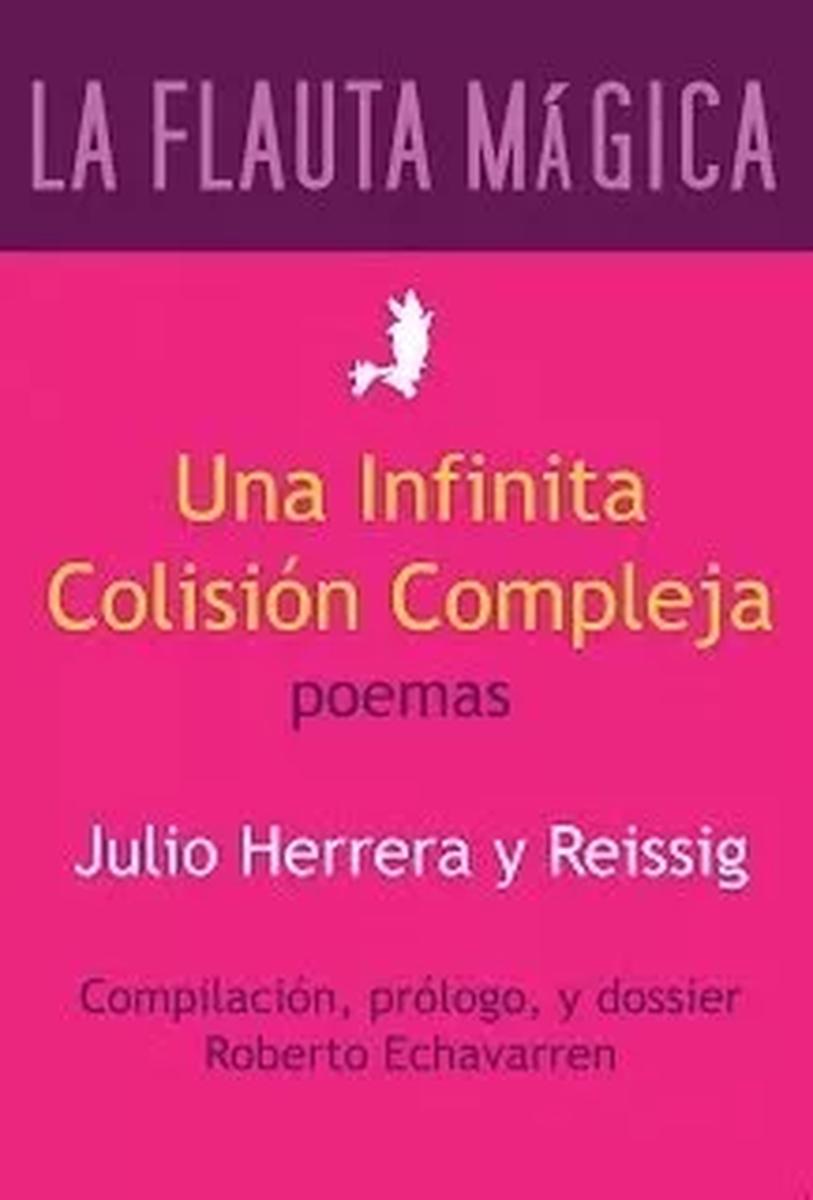 LA FLAUTA MáGICA
Una Infinita
Colisión Compleja
poemas
Julio Herrera y Reissig
Compilación, prólogo, y dossier
Roberto Echavarren